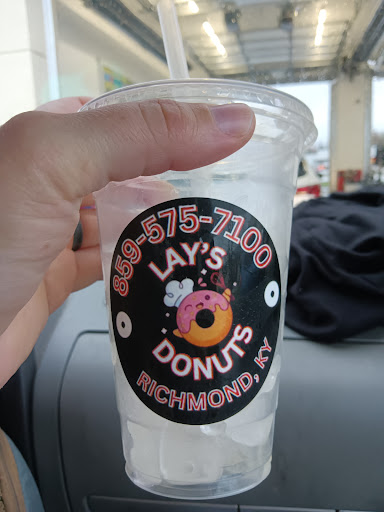 859-575-7100
LAY'S
DONUTS
RICHMOND, KY